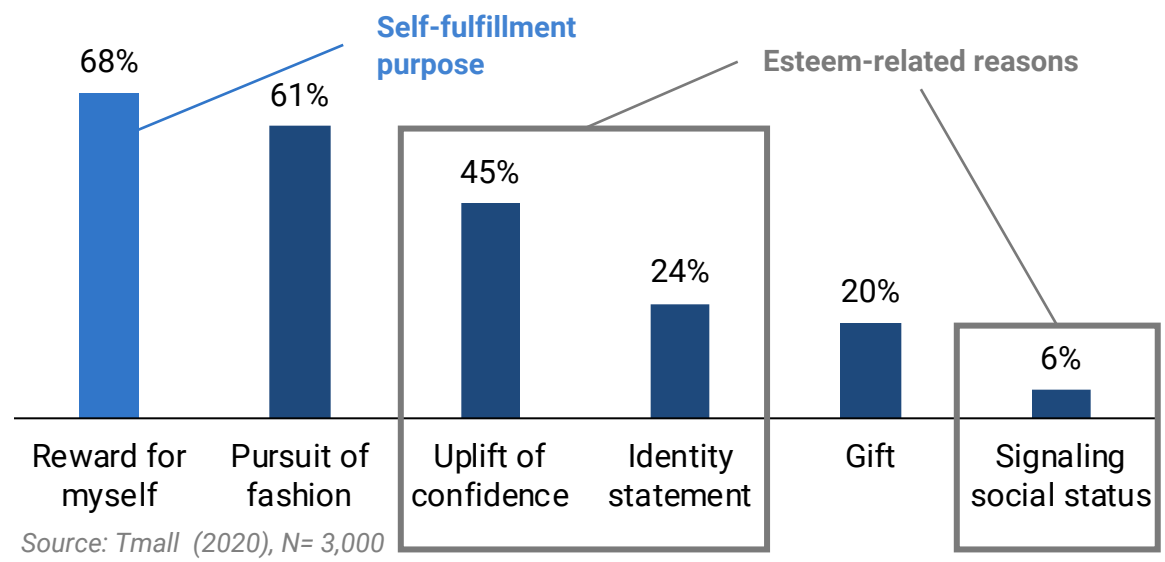 Self-fulfillment
purpose
Esteem-related reasons
68%
61%
45%
24%
20%
6%
Reward for
myself
Pursuit of
fashion
Uplift of
confidence
Identity
statement
Gift
Signaling
social status
Source: Tmall (2020), N= 3,000